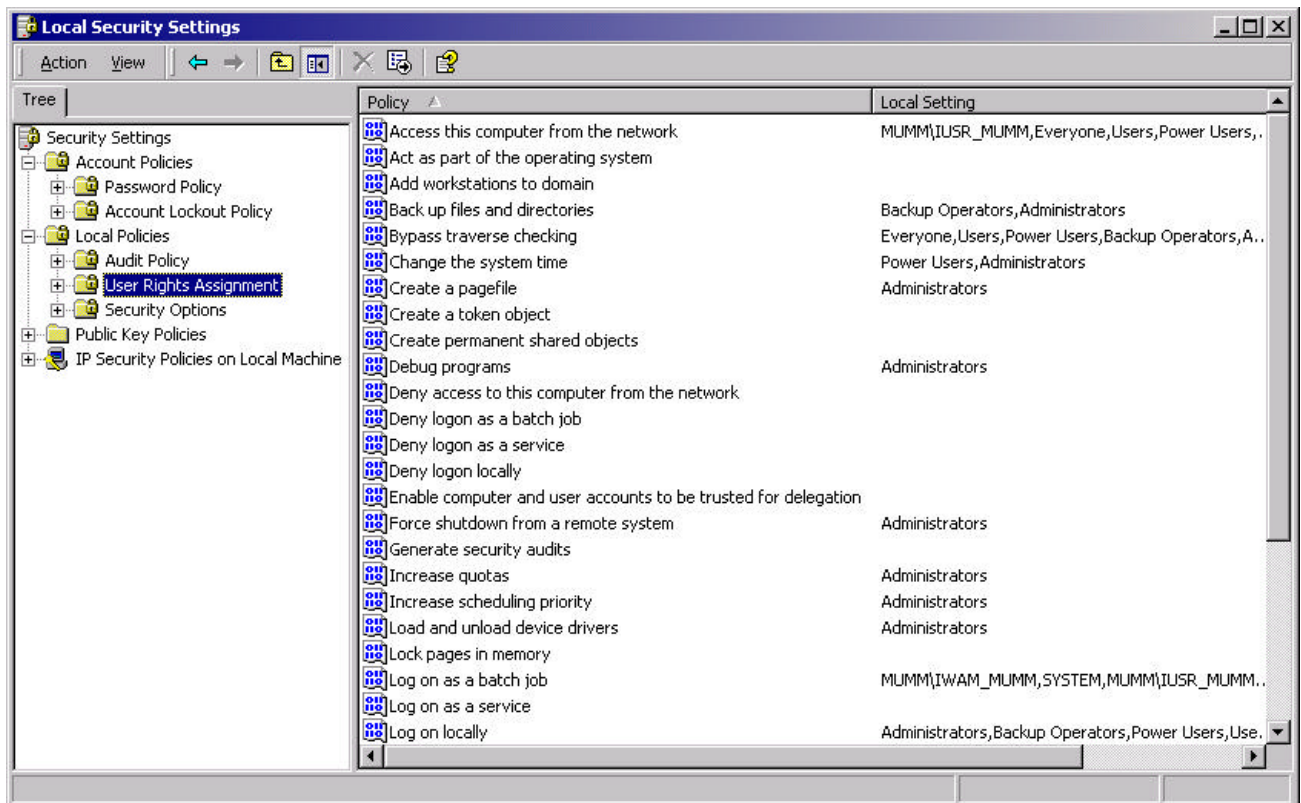 Local Security Settings
Action View
Tree
Security Settings
Account Policies
Password Policy
Account Lockout Policy
Local Policies
Audit Policy
User Rights Assignment
Security Options
Public Key Policies
IP Security Policies on Local Machine
Policy Local Setting
Access this computer from the network MUMM\IUSR_MUMM,Everyone,Users,Power Users,.
Act as part of the operating system
Add workstations to domain
Back up files and directories Backup Operators,Administrators
Bypass traverse checking Everyone,Users,Power Users,Backup Operators,A..
Change the system time Power Users,Administrators
Create a pagefile Administrators
Create a token object
Create permanent shared objects
Debug programs Administrators
Deny access to this computer from the network
Deny logon as a batch job
Deny logon as a service
Deny logon locally
Enable computer and user accounts to be trusted for delegation
Force shutdown from a remote system Administrators
Generate security audits
Increase quotas Administrators
Increase scheduling priority Administrators
Load and unload device drivers Administrators
Lock pages in memory
Log on as a batch job MUMM\IWAM_MUMM,SYSTEM,MUMM\IUSR_MUMM..
Log on as a service
Log on locally Administrators,Backup Operators,Power Users,Use.